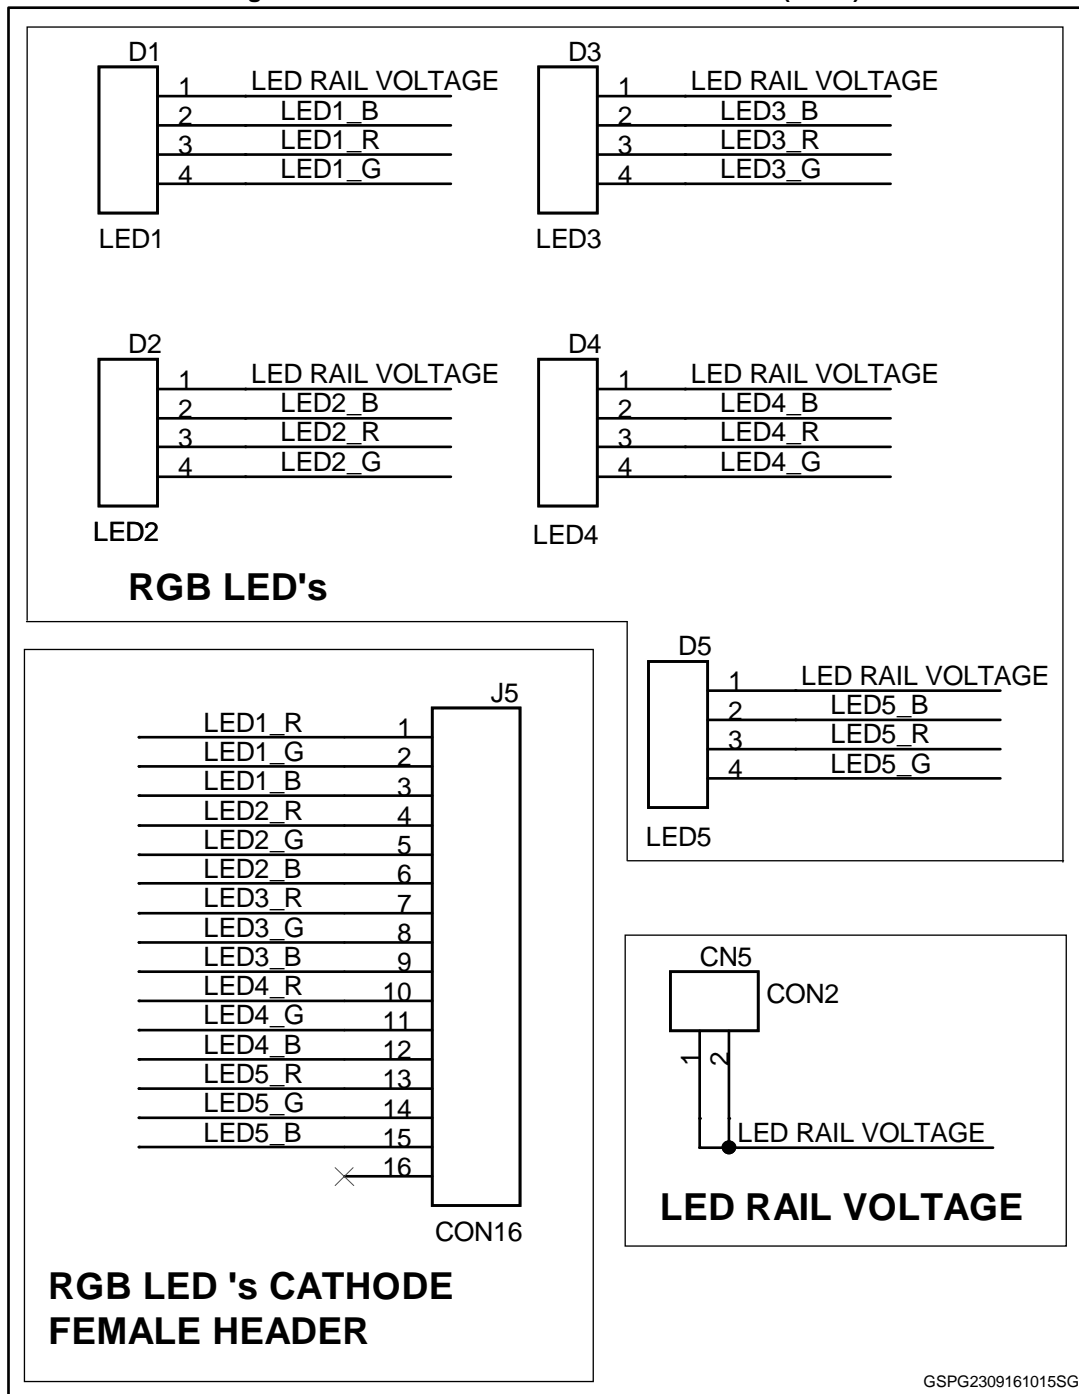 D1
1 LED RAIL VOLTAGE
2 LED1_B
3 LED1_R
4 LED1_G
LED1
D3
1 LED RAIL VOLTAGE
2 LED3_B
3 LED3_R
4 LED3_G
LED3
D2
1 LED RAIL VOLTAGE
2 LED2_B
3 LED2_R
4 LED2_G
LED2
D4
1 LED RAIL VOLTAGE
2 LED4_B
3 LED4_R
4 LED4_G
LED4
RGB LED's
D5
1 LED RAIL VOLTAGE
2 LED5_B
3 LED5_R
4 LED5_G
LED5
J5
LED1_R 1
LED1_G 2
LED1_B 3
LED2_R 4
LED2_G 5
LED2_B 6
LED3_R 7
LED3_G 8
LED3_B 9
LED4_R 10
LED4_G 11
LED4_B 12
LED5_R 13
LED5_G 14
LED5_B 15
16
CON16
RGB LED 's CATHODE
FEMALE HEADER
CN5
CON2
1 2
LED RAIL VOLTAGE
LED RAIL VOLTAGE
GSPG2309161015SG